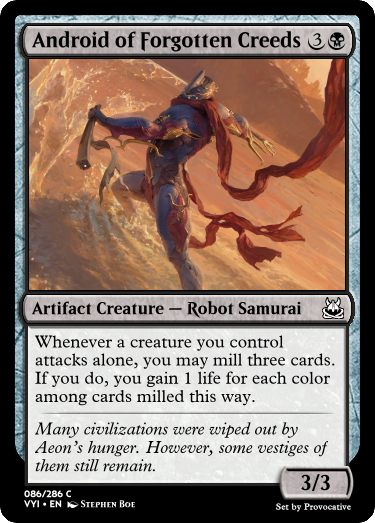 Android of Forgotten Creeds 3
Artifact Creature — Robot Samurai
Whenever a creature you control
attacks alone, you may mill three cards.
If you do, you gain 1 life for each color
among cards milled this way.
Many civilizations were wiped out by
Aeon's hunger. However, some vestiges of
them still remain.
3/3
086/286 C
VYI • EN Stephen Boe
Set by Provocative